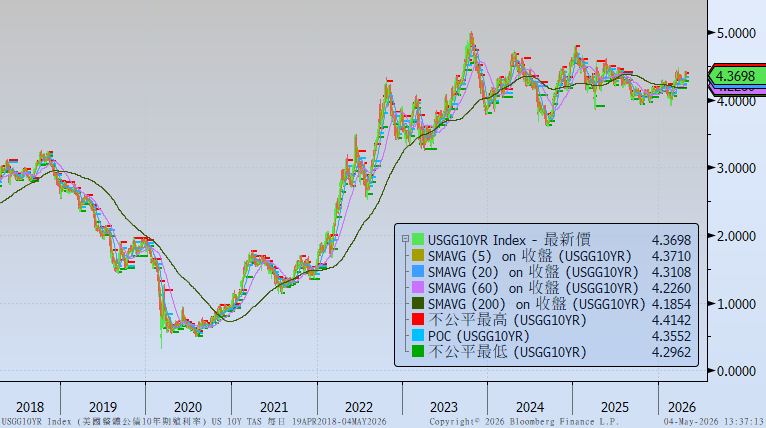 5.0000
4.3698
4.0000
3.0000
2.0000
1.0000
0.0000
USGG10YR Index - 最新價 4.3698
SMAVG (5) on 收盤 (USGG10YR) 4.3710
SMAVG (20) on 收盤 (USGG10YR) 4.3108
SMAVG (60) on 收盤 (USGG10YR) 4.2260
SMAVG (200) on 收盤 (USGG10YR) 4.1854
不公平最高 (USGG10YR) 4.4142
POC (USGG10YR) 4.3552
不公平最低 (USGG10YR) 4.2962
2018 2019 2020 2021 2022 2023 2024 2025 2026
USGG10YR Index (美國整體公債10年期殖利率) US 10Y TAS 每日 19APR2018-04MAY2026 Copyright© 2026 Bloomberg Finance L.P. 04-May-2026 13:37:13